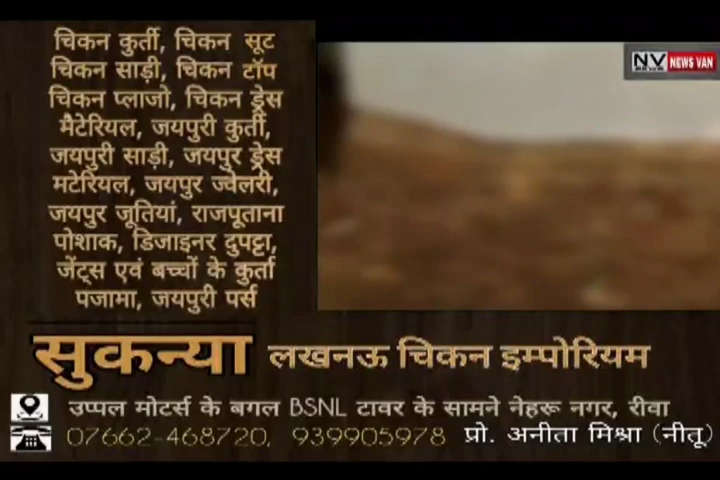 चिकन कुर्ती, चिकन सूट
चिकन साड़ी, चिकन टॉप
चिकन प्लाजो, चिकन ड्रेस
मैटेरियल, जयपुरी कुर्ती,
जयपुरी साड़ी, जयपुर ड्रेस
मटेरियल, जयपुर ज्वेलरी,
जयपुर जूतियां, राजपूताना
पोशाक, डिजाइनर दुपट्टा,
जेंट्स एवं बच्चों के कुर्ता
पजामा, जयपुरी पर्स
NV NEWS VAN
सुकन्या लखनऊ चिकन इम्पोरियम
उप्पल मोटर्स के बगल BSNL टावर के सामने नेहरू नगर, रीवा
07662-468720, 939905978 प्रो. अनीता मिश्रा (नीतू)